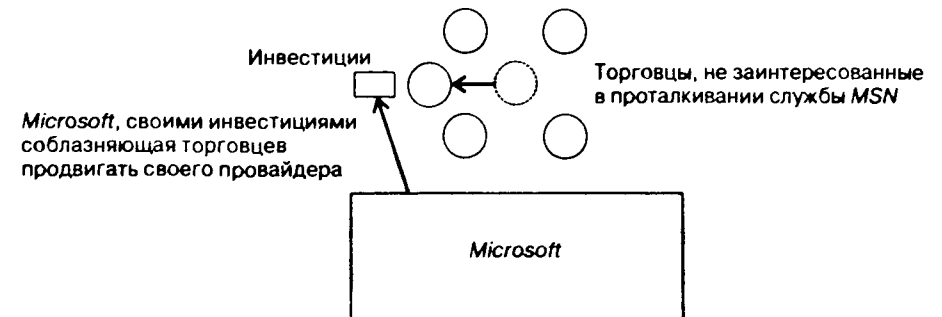 Инвестиции
Торговцы, не заинтересованные
в проталкивании службы MSN
Microsoft, своими инвестициями
соблазняющая торговцев
продвигать своего провайдера
Microsoft